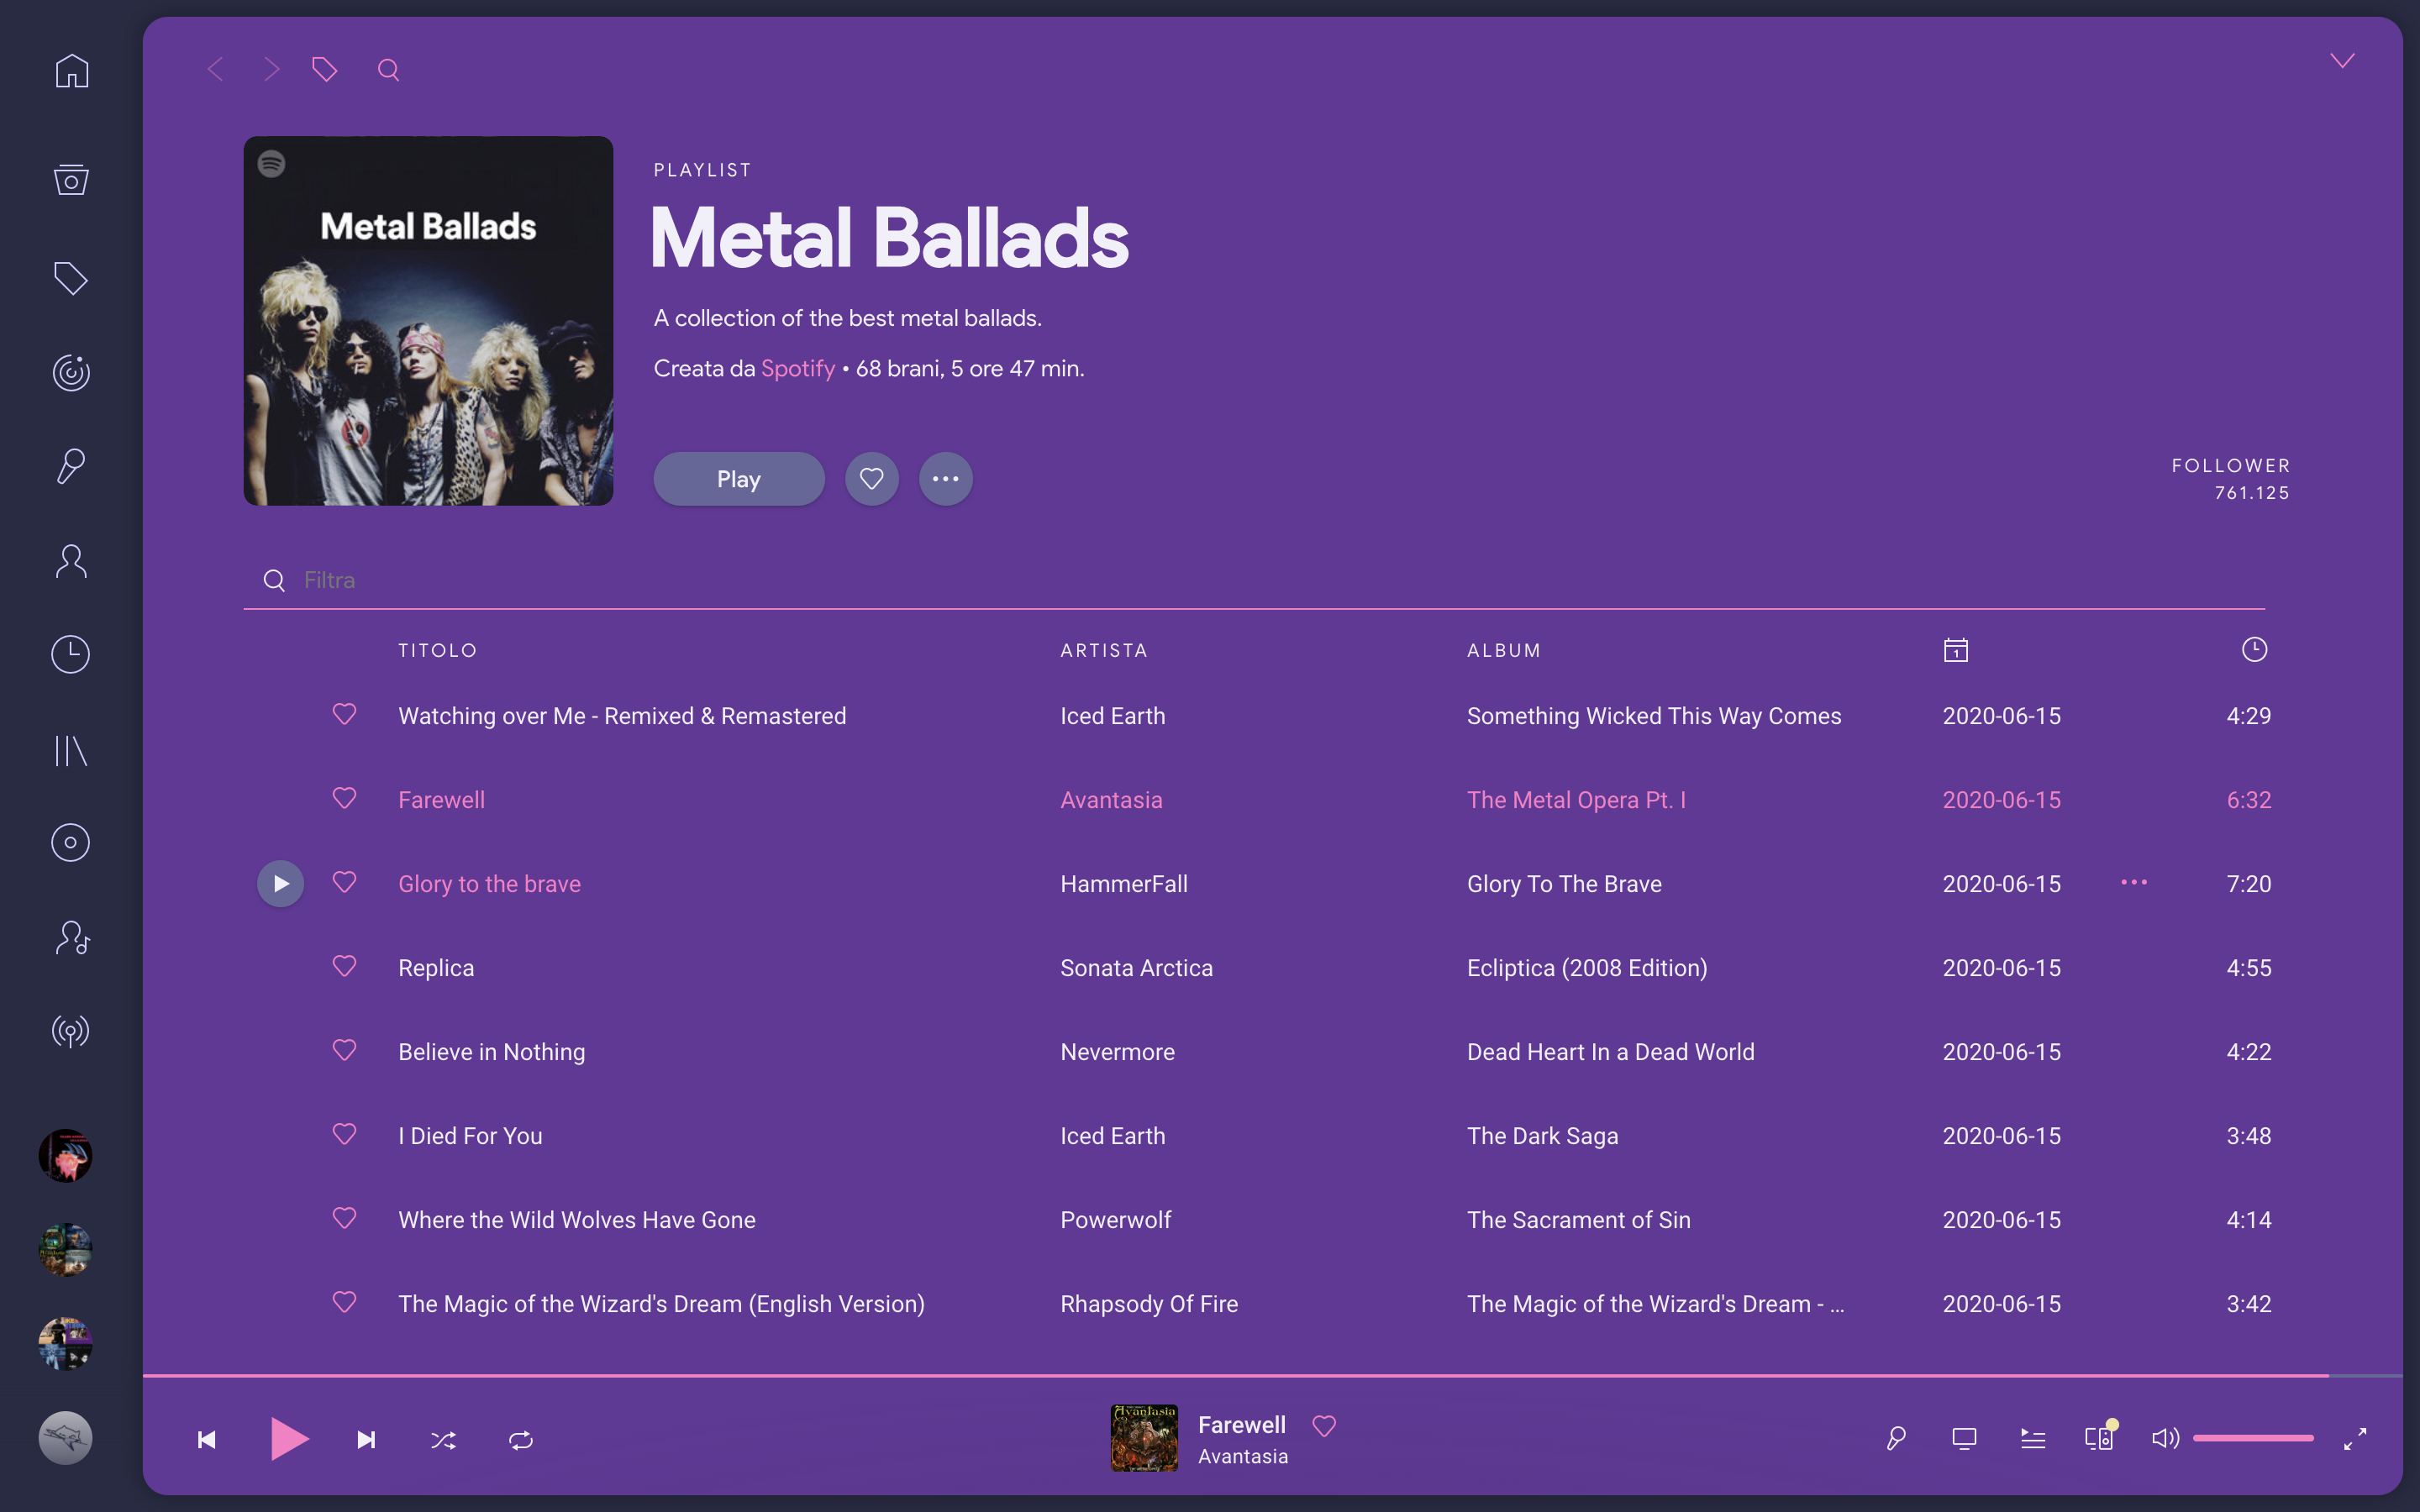 Metal Ballads
PLAYLIST
Metal Ballads
A collection of the best metal ballads.
Creata da Spotify • 68 brani, 5 ore 47 min.
Play
FOLLOWER
761.125
Filtra
TITOLO ARTISTA ALBUM 1
Watching over Me - Remixed & Remastered Iced Earth Something Wicked This Way Comes 2020-06-15 4:29
Farewell Avantasia The Metal Opera Pt. I 2020-06-15 6:32
Glory to the brave HammerFall Glory To The Brave 2020-06-15 7:20
Replica Sonata Arctica Ecliptica (2008 Edition) 2020-06-15 4:55
Believe in Nothing Nevermore Dead Heart In a Dead World 2020-06-15 4:22
I Died For You Iced Earth The Dark Saga 2020-06-15 3:48
Where the Wild Wolves Have Gone Powerwolf The Sacrament of Sin 2020-06-15 4:14
The Magic of the Wizard's Dream (English Version) Rhapsody Of Fire The Magic of the Wizard's Dream - ... 2020-06-15 3:42
Avantasia
Farewell
Avantasia